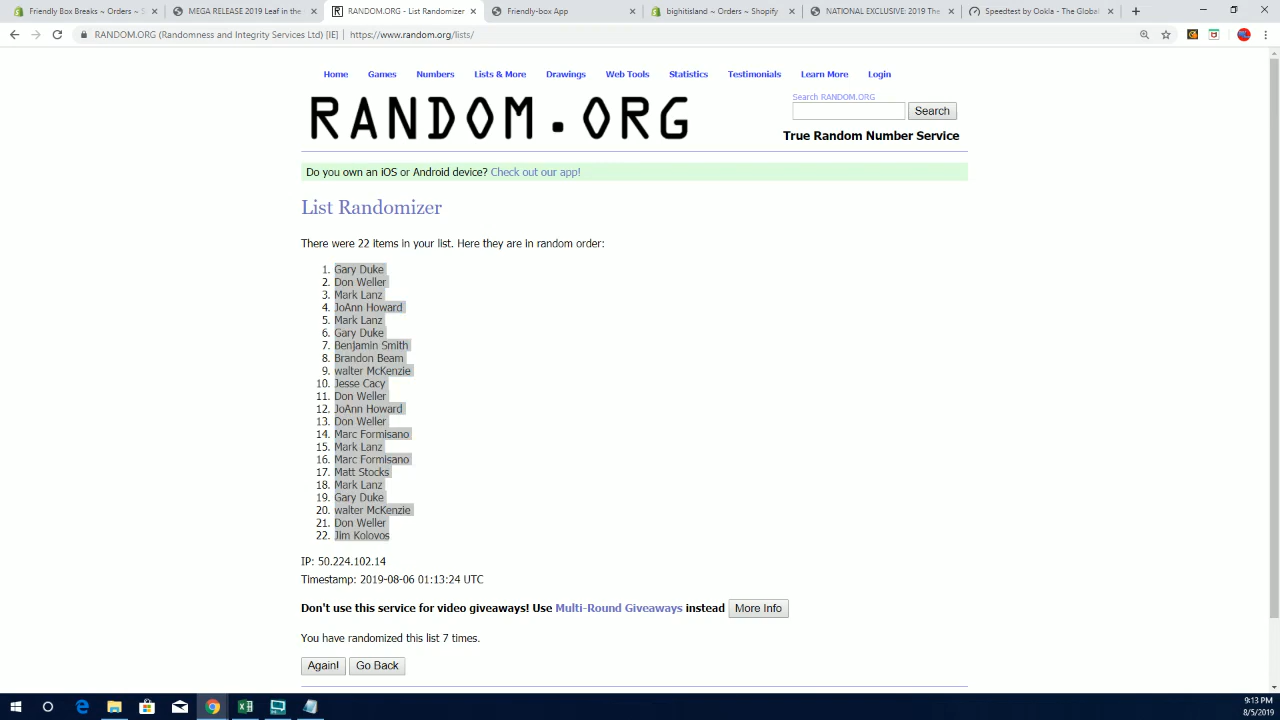 Friendly Box Breaks ~ Orders ~ S
MEGA RELEASE 2019 Leaf in the
RANDOM.ORG - List Randomizer
Friendly-box App
bighitisland ~ Orders ~ Shopify
NATIONAL EXCLUSIVE: 2019 The
Speedtest by Ookla - The Global
RANDOM.ORG (Randomness and Integrity Services Ltd) [IE] | https://www.random.org/lists/
Home Games Numbers Lists & More Drawings Web Tools Statistics Testimonials Learn More Login
RANDOM.ORG
Search RANDOM.ORG
Search
True Random Number Service
Do you own an iOS or Android device? Check out our app!
List Randomizer
There were 22 items in your list. Here they are in random order:
1. Gary Duke
2. Don Weller
3. Mark Lanz
4. JoAnn Howard
5. Mark Lanz
6. Gary Duke
7. Benjamin Smith
8. Brandon Beam
9. walter McKenzie
10. Jesse Cacy
11. Don Weller
12. JoAnn Howard
13. Don Weller
14. Marc Formisano
15. Mark Lanz
16. Marc Formisano
17. Matt Stocks
18. Mark Lanz
19. Gary Duke
20. walter McKenzie
21. Don Weller
22. Jim Kolovos
IP: 50.224.102.14
Timestamp: 2019-08-06 01:13:24 UTC
Don't use this service for video giveaways! Use Multi-Round Giveaways instead More Info
You have randomized this list 7 times.
Again! Go Back
9:13 PM
8/5/2019